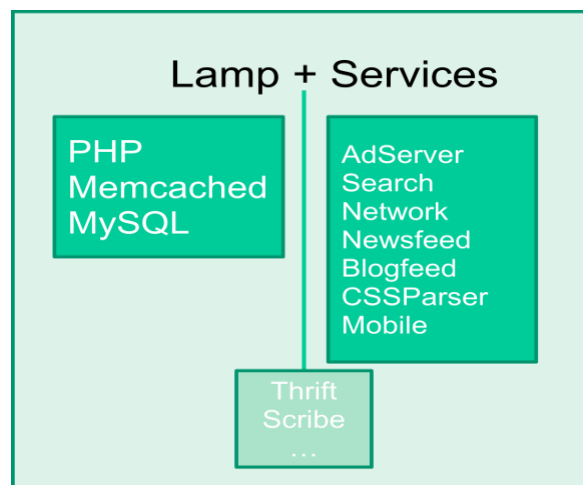 Lamp + Services
PHP
Memcached
MySQL
AdServer
Search
Network
Newsfeed
Blogfeed
CSSParser
Mobile
Thrift
Scribe
…